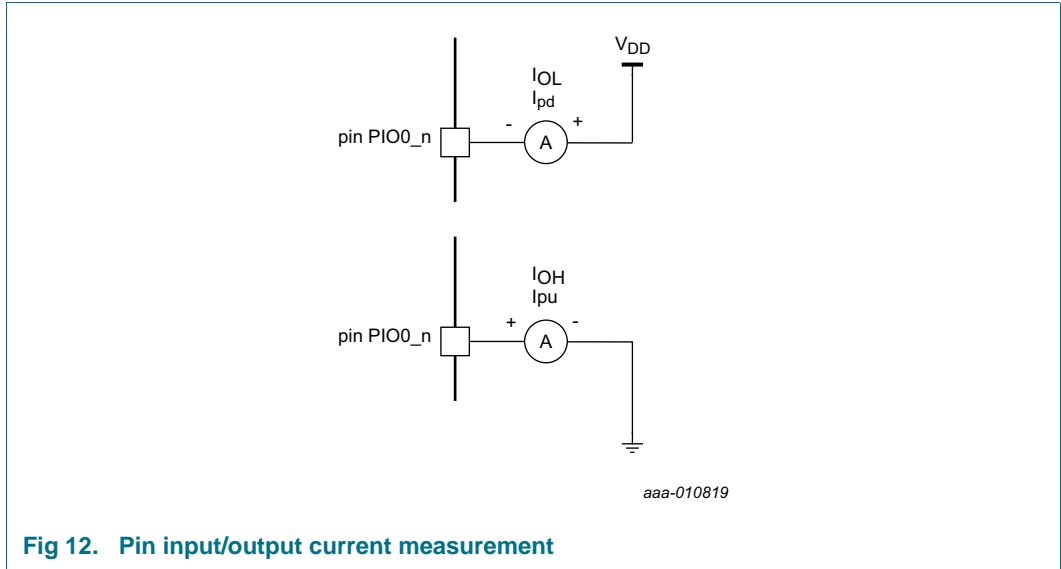 VDD
IOL
Ipd
- +
pin PIO0_n A
IOH
Ipu
+ -
pin PIO0_n A
aaa-010819
Fig 12. Pin input/output current measurement